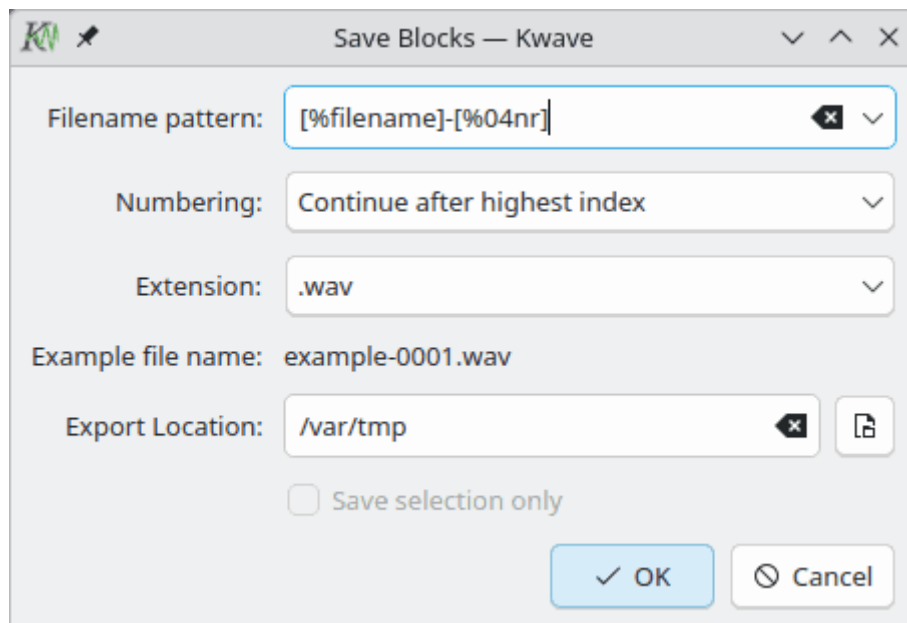 Save Blocks — Kwave
Filename pattern: [%filename]-[%04nr]
Numbering: Continue after highest index
Extension: .wav
Example file name: example-0001.wav
Export Location: /var/tmp
Save selection only
OK Cancel